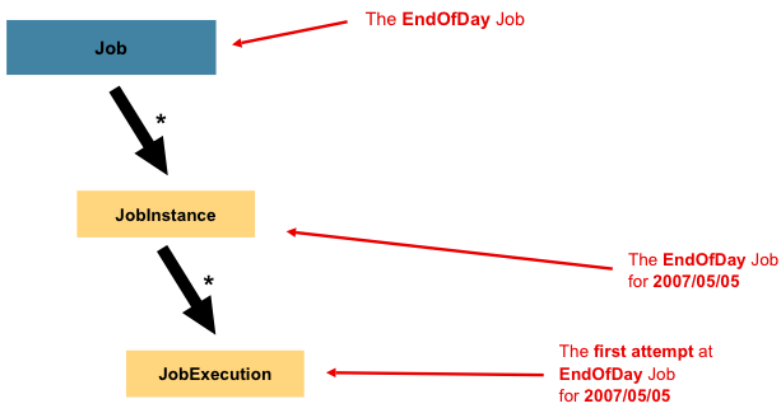 The EndOfDay Job
Job
*
JobInstance
*
The EndOfDay Job
for 2007/05/05
The first attempt at
EndOfDay Job
for 2007/05/05
JobExecution